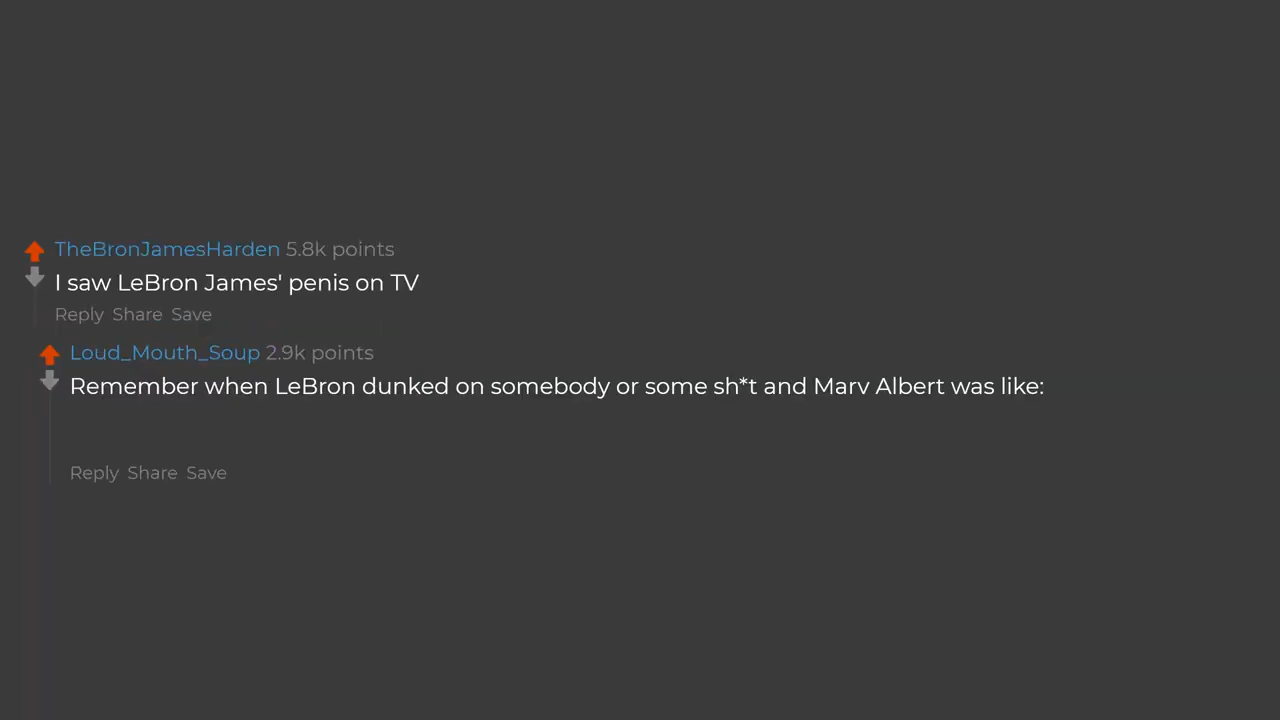 TheBronJamesHarden 5.8k points
I saw LeBron James' penis on TV
Reply Share Save
Loud_Mouth_Soup 2.9k points
Remember when LeBron dunked on somebody or some sh*t and Marv Albert was like:
Reply Share Save